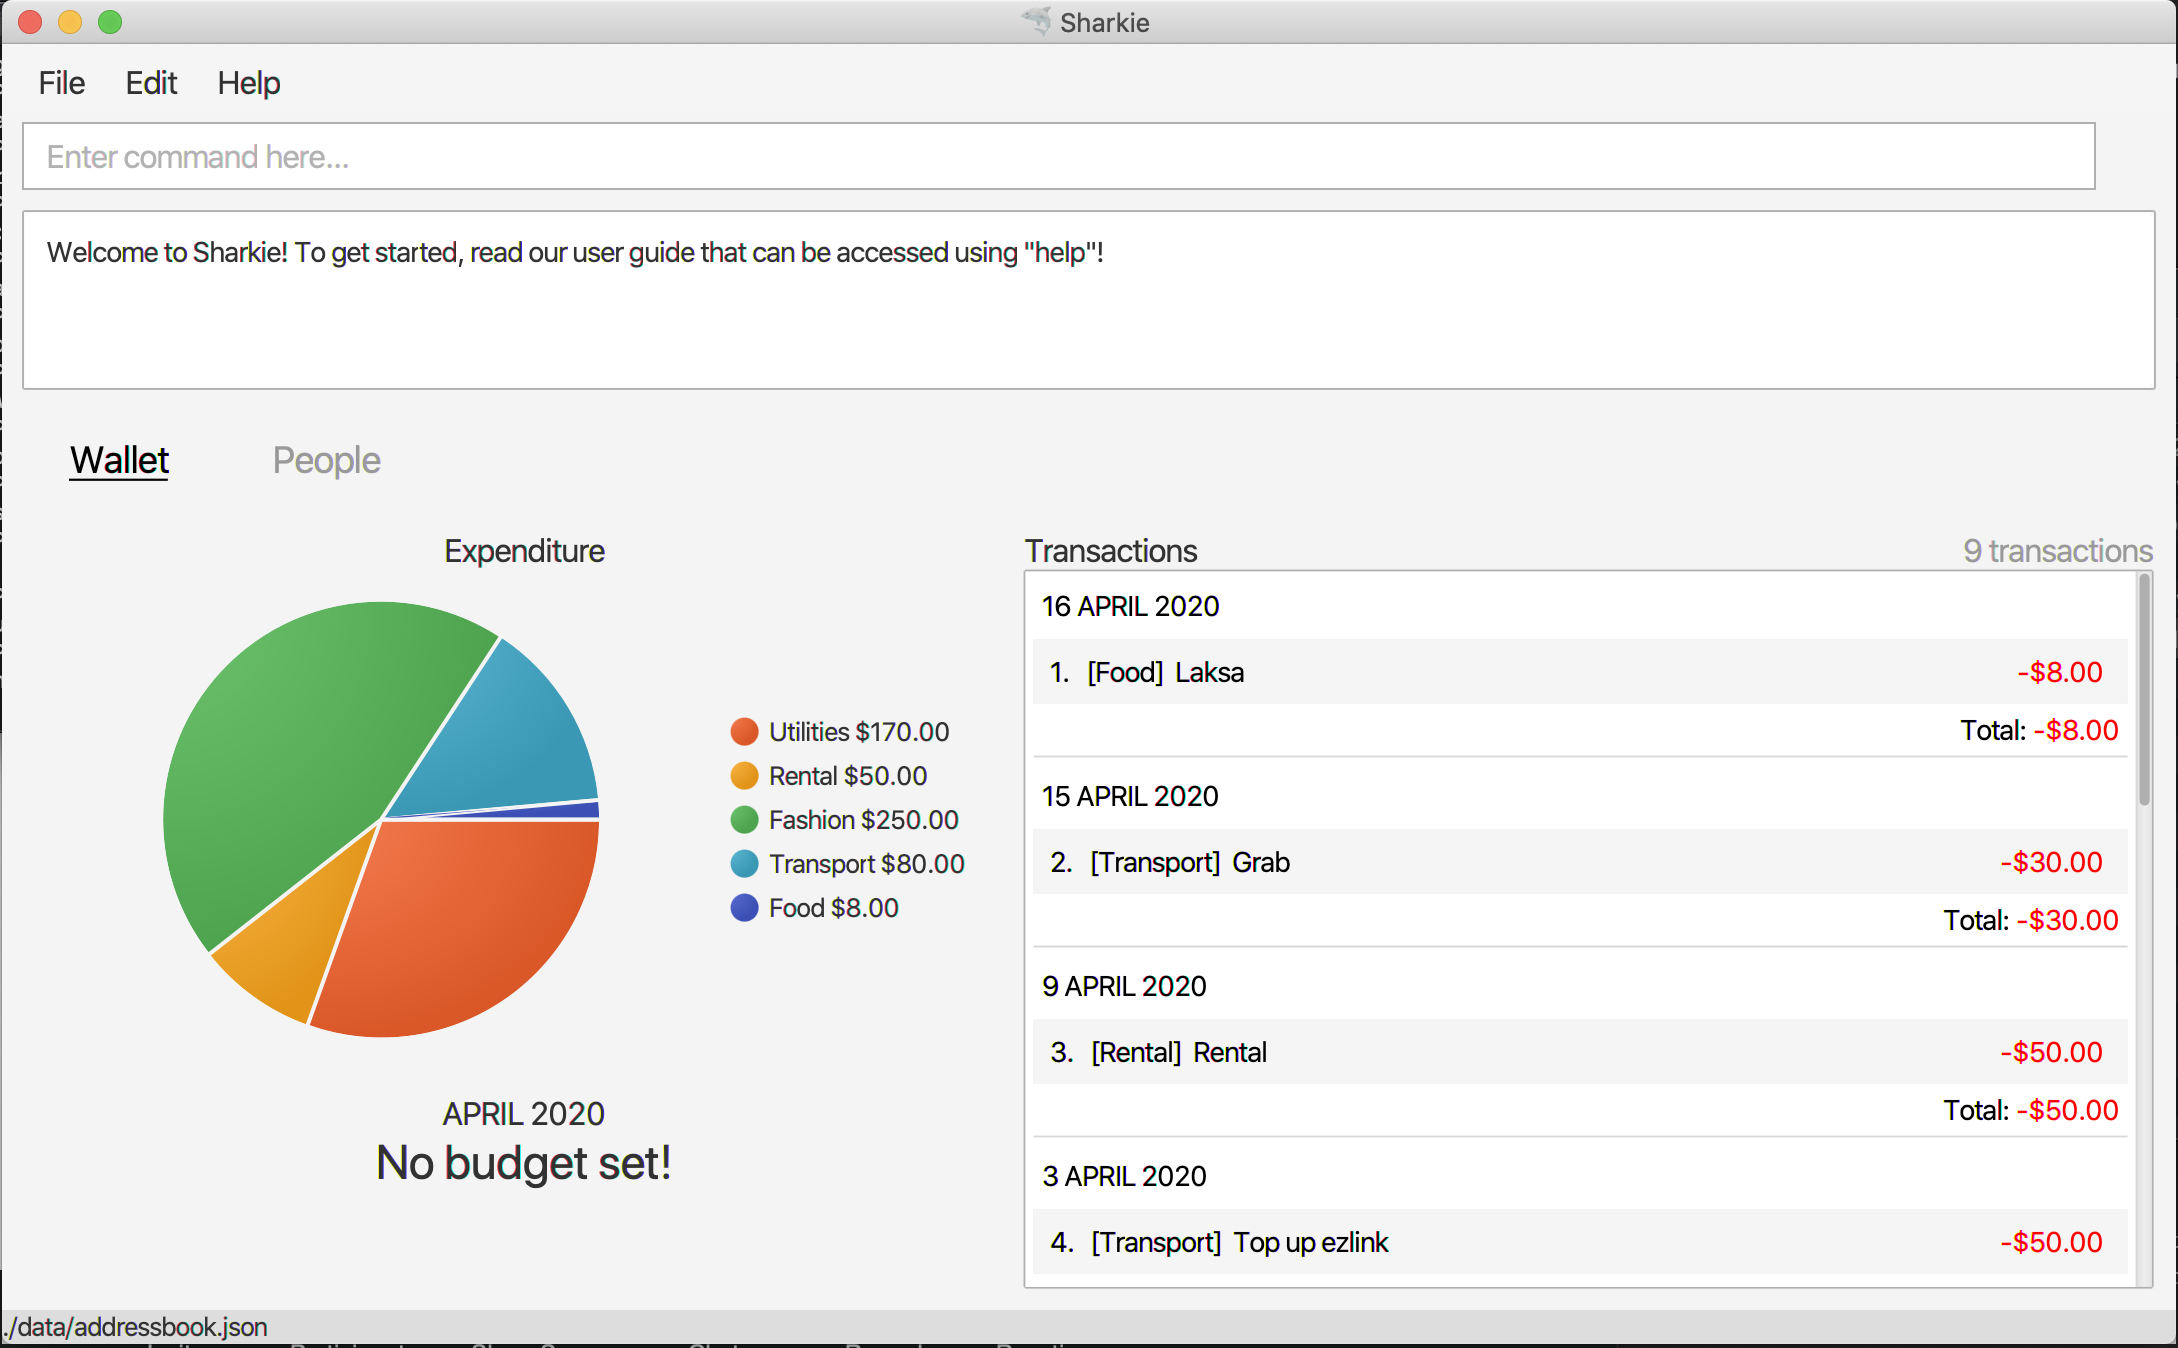 Sharkie
File Edit Help
Enter command here...
Welcome to Sharkie! To get started, read our user guide that can be accessed using "help"!
Wallet People
Expenditure
Utilities $170.00
Rental $50.00
Fashion $250.00
Transport $80.00
Food $8.00
APRIL 2020
No budget set!
Transactions 9 transactions
16 APRIL 2020
1. [Food] Laksa -$8.00
Total: -$8.00
15 APRIL 2020
2. [Transport] Grab -$30.00
Total: -$30.00
9 APRIL 2020
3. [Rental] Rental -$50.00
Total: -$50.00
3 APRIL 2020
4. [Transport] Top up ezlink -$50.00
./data/addressbook.json